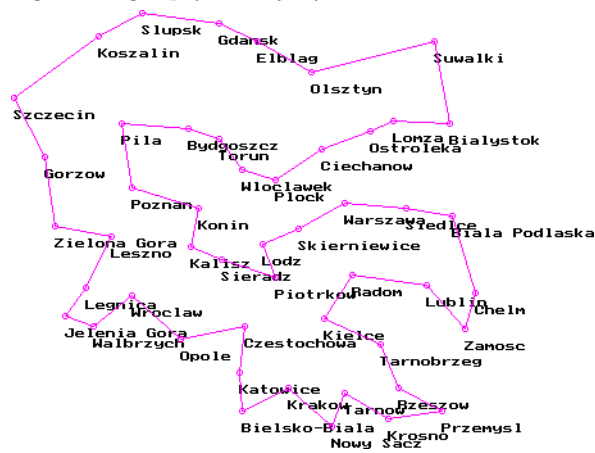 Slupsk
Gdansk
Koszalin
Elblag
Suwalki
Olsztyn
Szczecin
Pila
Bydgoszcz
Lomza
Bialystok
Torun
Ostroleka
Gorzow
Ciechanow
Wloclawek
Plock
Poznan
Konin
Warszawa
Siedlce
Biala Podlaska
Zielona Gora
Skierniewice
Leszno
Lodz
Kalisz
Sieradz
Piotrkow
Radom
Lublin
Legnica
Chelm
Wroclaw
Jelenia Gora
Kielce
Zamosc
Walbrzych
Czestochowa
Opole
Tarnobrzeg
Katowice
Krakow
Tarnow
Rzeszow
Bielsko-Biala
Krosno
Przemysl
Nowy Sacz